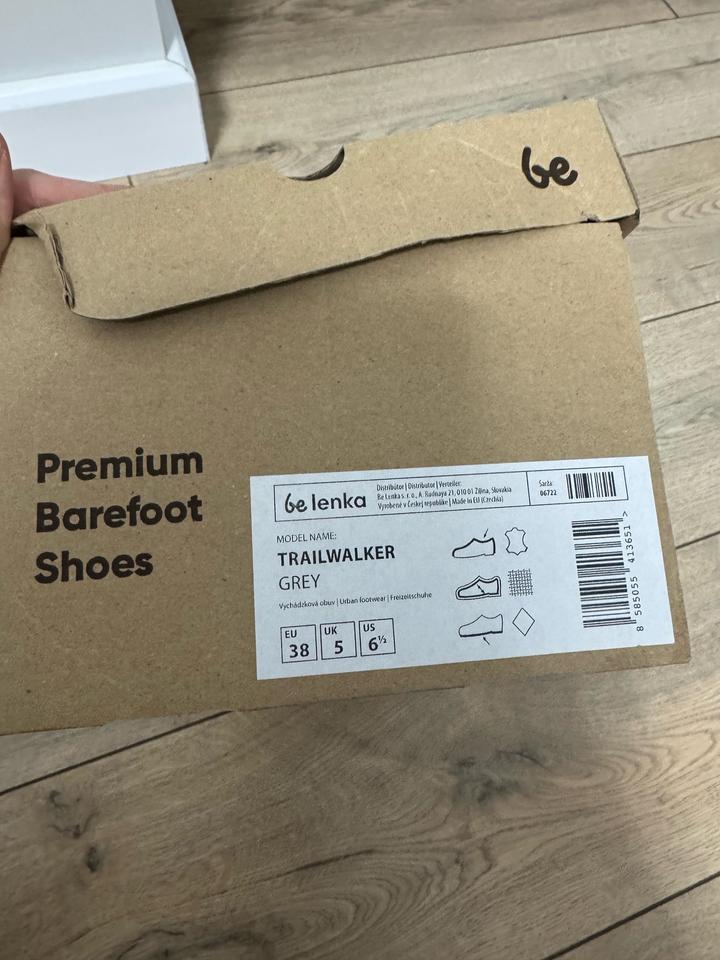 be
Premium
Barefoot
Shoes
be lenka
Distribútor | Distributor | Verteiler:
Be Lenka s. r. o., A. Rudnaya 21, 010 01 Žilina, Slovakia
Vyrobené v Českej republike | Made in EU (Czechia)
Šarža:
06722
MODEL NAME:
TRAILWALKER
GREY
Vychádzková obuv | Urban footwear | Freizeitschuhe
EU
38
UK
5
US
6½
8 585055 413651 >